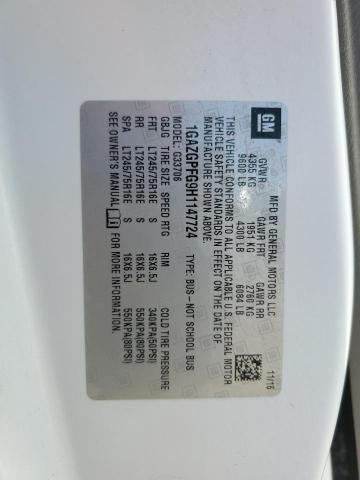 GM
MFD BY GENERAL MOTORS LLC
11/16
GVWR GAWR FRT GAWR RR
4355 KG 1951 KG 2760 KG
9600 LB 4300 LB 6084 LB
THIS VEHICLE CONFORMS TO ALL APPLICABLE U.S. FEDERAL MOTOR
VEHICLE SAFETY STANDARDS IN EFFECT ON THE DATE OF
MANUFACTURE SHOWN ABOVE.
1GAZGPFG9H1147724 TYPE: BUS-NOT SCHOOL BUS
G33706
GBJG TIRE SIZE SPEED RTG RIM COLD TIRE PRESSURE
FRT LT245/75R16E S 16X6.5J 340KPA(50PSI)
RR LT245/75R16E S 16X6.5J 550KPA(80PSI)
SPA LT245/75R16E S 16X6.5J 550KPA(80PSI)
SEE OWNER'S MANUAL FOR MORE INFORMATION.